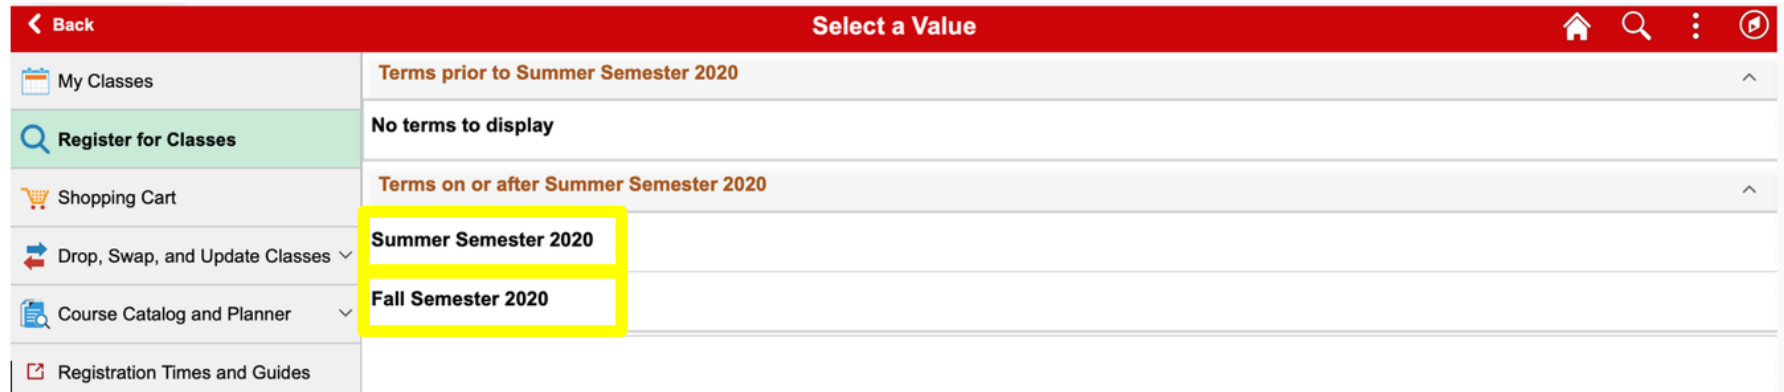 Back
Select a Value
My Classes
Register for Classes
Shopping Cart
Drop, Swap, and Update Classes
Course Catalog and Planner
Registration Times and Guides
Terms prior to Summer Semester 2020
No terms to display
Terms on or after Summer Semester 2020
Summer Semester 2020
Fall Semester 2020